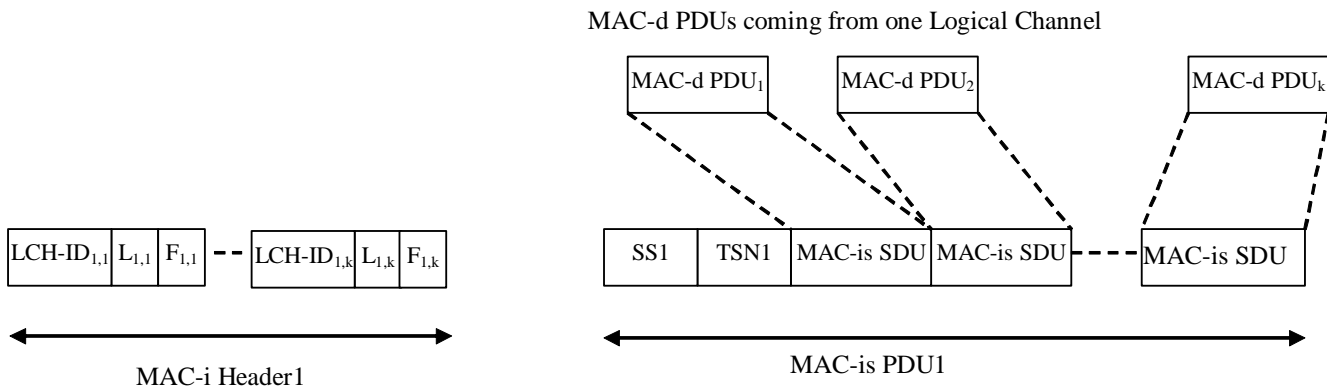 MAC-d PDUs coming from one Logical Channel
MAC-d PDU1 MAC-d PDU2 MAC-d PDUk
LCH-ID1,1 L1,1 F1,1 LCH-ID1,k L1,k F1,k SS1 TSN1 MAC-is SDU MAC-is SDU MAC-is SDU
MAC-i Header1 MAC-is PDU1